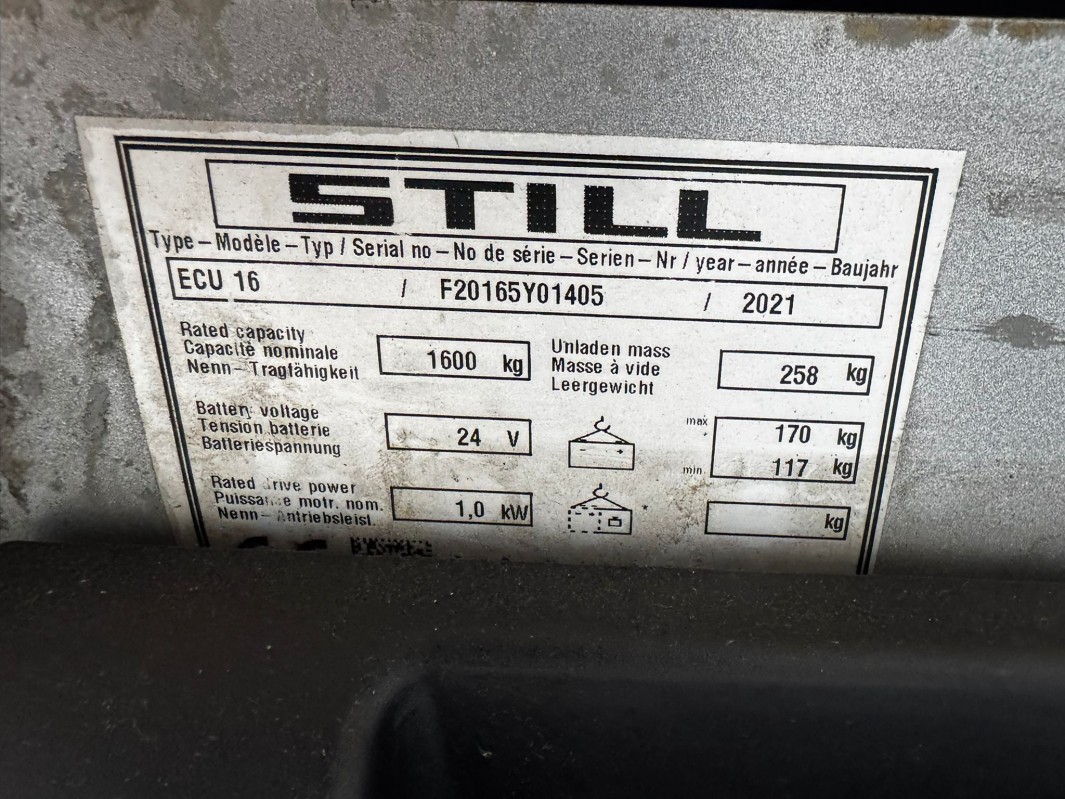 STILL
Type – Modèle – Typ / Serial no – No de série – Serien – Nr / year – année – Baujahr
ECU 16 / F20165Y01405 / 2021
Rated capacity
Capacité nominale
Nenn – Tragfähigkeit
1600 kg
Unladen mass
Masse à vide
Leergewicht
258 kg
Battery voltage
Tension batterie
Batteriespannung
24 V
max
170 kg
min
117 kg
Rated drive power
Puissance motr. nom.
Nenn – Antriebsleist.
1,0 kW
*
kg